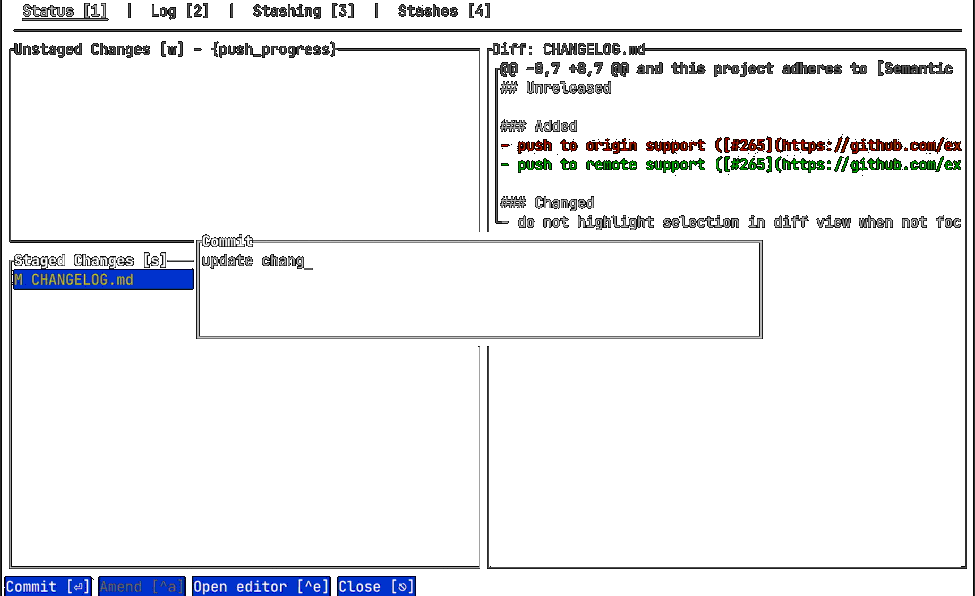 Status [1] | Log [2] | Stashing [3] | Stashes [4]
Unstaged Changes [w] - {push_progress}
Diff: CHANGELOG.md
@@ -8,7 +8,7 @@ and this project adheres to [Semantic
## Unreleased
### Added
- push to origin support ([#265](https://github.com/ex
- push to remote support ([#265](https://github.com/ex
### Changed
- do not highlight selection in diff view when not foc
Commit
update chang_
Staged Changes [s]
M CHANGELOG.md
Commit [⏎] Amend [^a] Open editor [^e] Close [⎋]